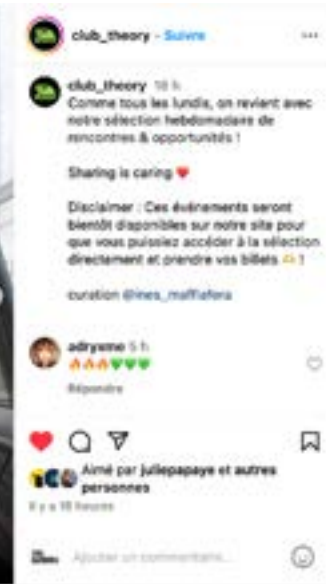 club_theory • Suivre
club_theory 18 h
Comme tous les lundis, on revient avec
notre sélection hebdomadaire de
rencontres & opportunités !
Sharing is caring ❤️
Disclaimer : Ces événements seront
bientôt disponibles sur notre site pour
que vous puissiez accéder à la sélection
directement et prendre vos billets 🫶 !
curation @ines_maffiafera
adrysme 5 h
🔥🔥🔥💚💚💚
Répondre
Aimé par juliepapaye et autres
personnes
Il y a 18 heures
Ajouter un commentaire...